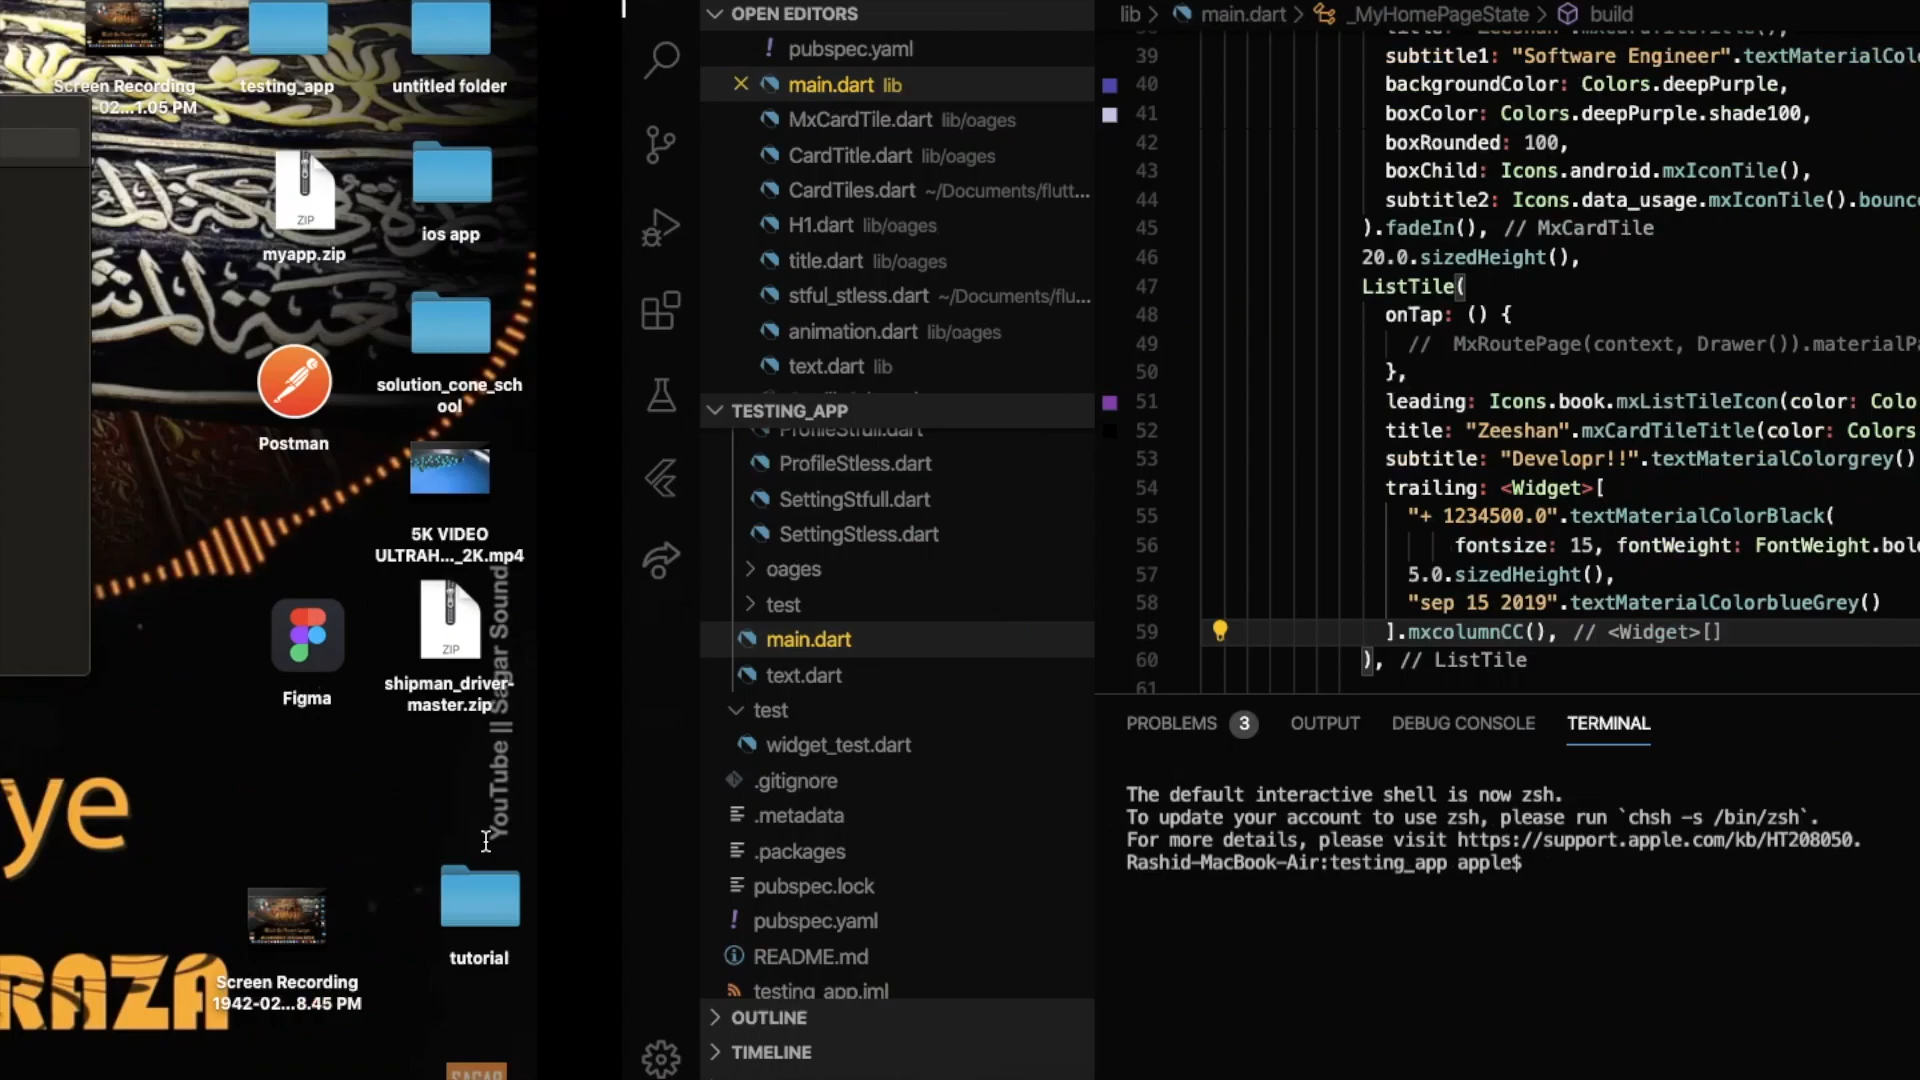 Screen Recording
-02...1.05 PM
testing_app
untitled folder
ZIP
myapp.zip
ios app
Postman
solution_cone_sch
ool
5K VIDEO
ULTRAH..._2K.mp4
Figma
ZIP
shipman_driver-
master.zip
YouTube || Sagar Sound
ye
RAZA
Screen Recording
1942-02...8.45 PM
tutorial
SAGAR
OPEN EDITORS
! pubspec.yaml
main.dart lib
MxCardTile.dart lib/oages
CardTitle.dart lib/oages
CardTiles.dart ~/Documents/flutt...
H1.dart lib/oages
title.dart lib/oages
stful_stless.dart ~/Documents/flu...
animation.dart lib/oages
text.dart lib
TESTING_APP
ProfileStfull.dart
ProfileStless.dart
SettingStfull.dart
SettingStless.dart
oages
test
main.dart
text.dart
test
widget_test.dart
.gitignore
.metadata
.packages
pubspec.lock
! pubspec.yaml
README.md
testing_app.iml
OUTLINE
TIMELINE
lib > main.dart > _MyHomePageState > build
39 subtitle1: "Software Engineer".textMaterialColo
40 backgroundColor: Colors.deepPurple,
41 boxColor: Colors.deepPurple.shade100,
42 boxRounded: 100,
43 boxChild: Icons.android.mxIconTile(),
44 subtitle2: Icons.data_usage.mxIconTile().bounce
45 ).fadeIn(), // MxCardTile
46 20.0.sizedHeight(),
47 ListTile(
48 onTap: () {
49 // MxRoutePage(context, Drawer()).materialPa
50 },
51 leading: Icons.book.mxListTileIcon(color: Colo
52 title: "Zeeshan".mxCardTileTitle(color: Colors
53 subtitle: "Developr!!".textMaterialColorgrey()
54 trailing: <Widget>[
55 "+ 1234500.0".textMaterialColorBlack(
56 fontsize: 15, fontWeight: FontWeight.bold
57 5.0.sizedHeight(),
58 "sep 15 2019".textMaterialColorblueGrey()
59 ].mxcolumnCC(), // <Widget>[]
60 ), // ListTile
61
PROBLEMS 3 OUTPUT DEBUG CONSOLE TERMINAL
The default interactive shell is now zsh.
To update your account to use zsh, please run `chsh -s /bin/zsh`.
For more details, please visit https://support.apple.com/kb/HT208050.
Rashid-MacBook-Air:testing_app apple$